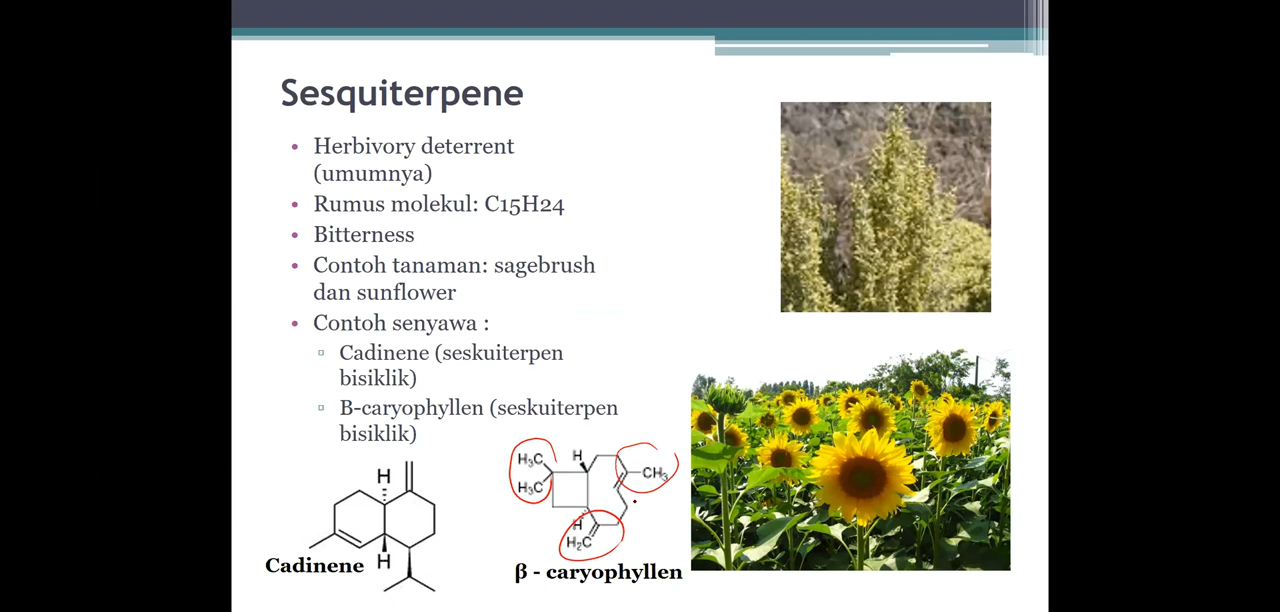 Sesquiterpene
• Herbivory deterrent
(umumnya)
• Rumus molekul: C15H24
• Bitterness
• Contoh tanaman: sagebrush
dan sunflower
• Contoh senyawa :
▫ Cadinene (seskuiterpen
bisiklik)
▫ B-caryophyllen (seskuiterpen
bisiklik)
H
H
Cadinene
H₃C
H
H₃C
CH₃
H
H₂C
β - caryophyllen